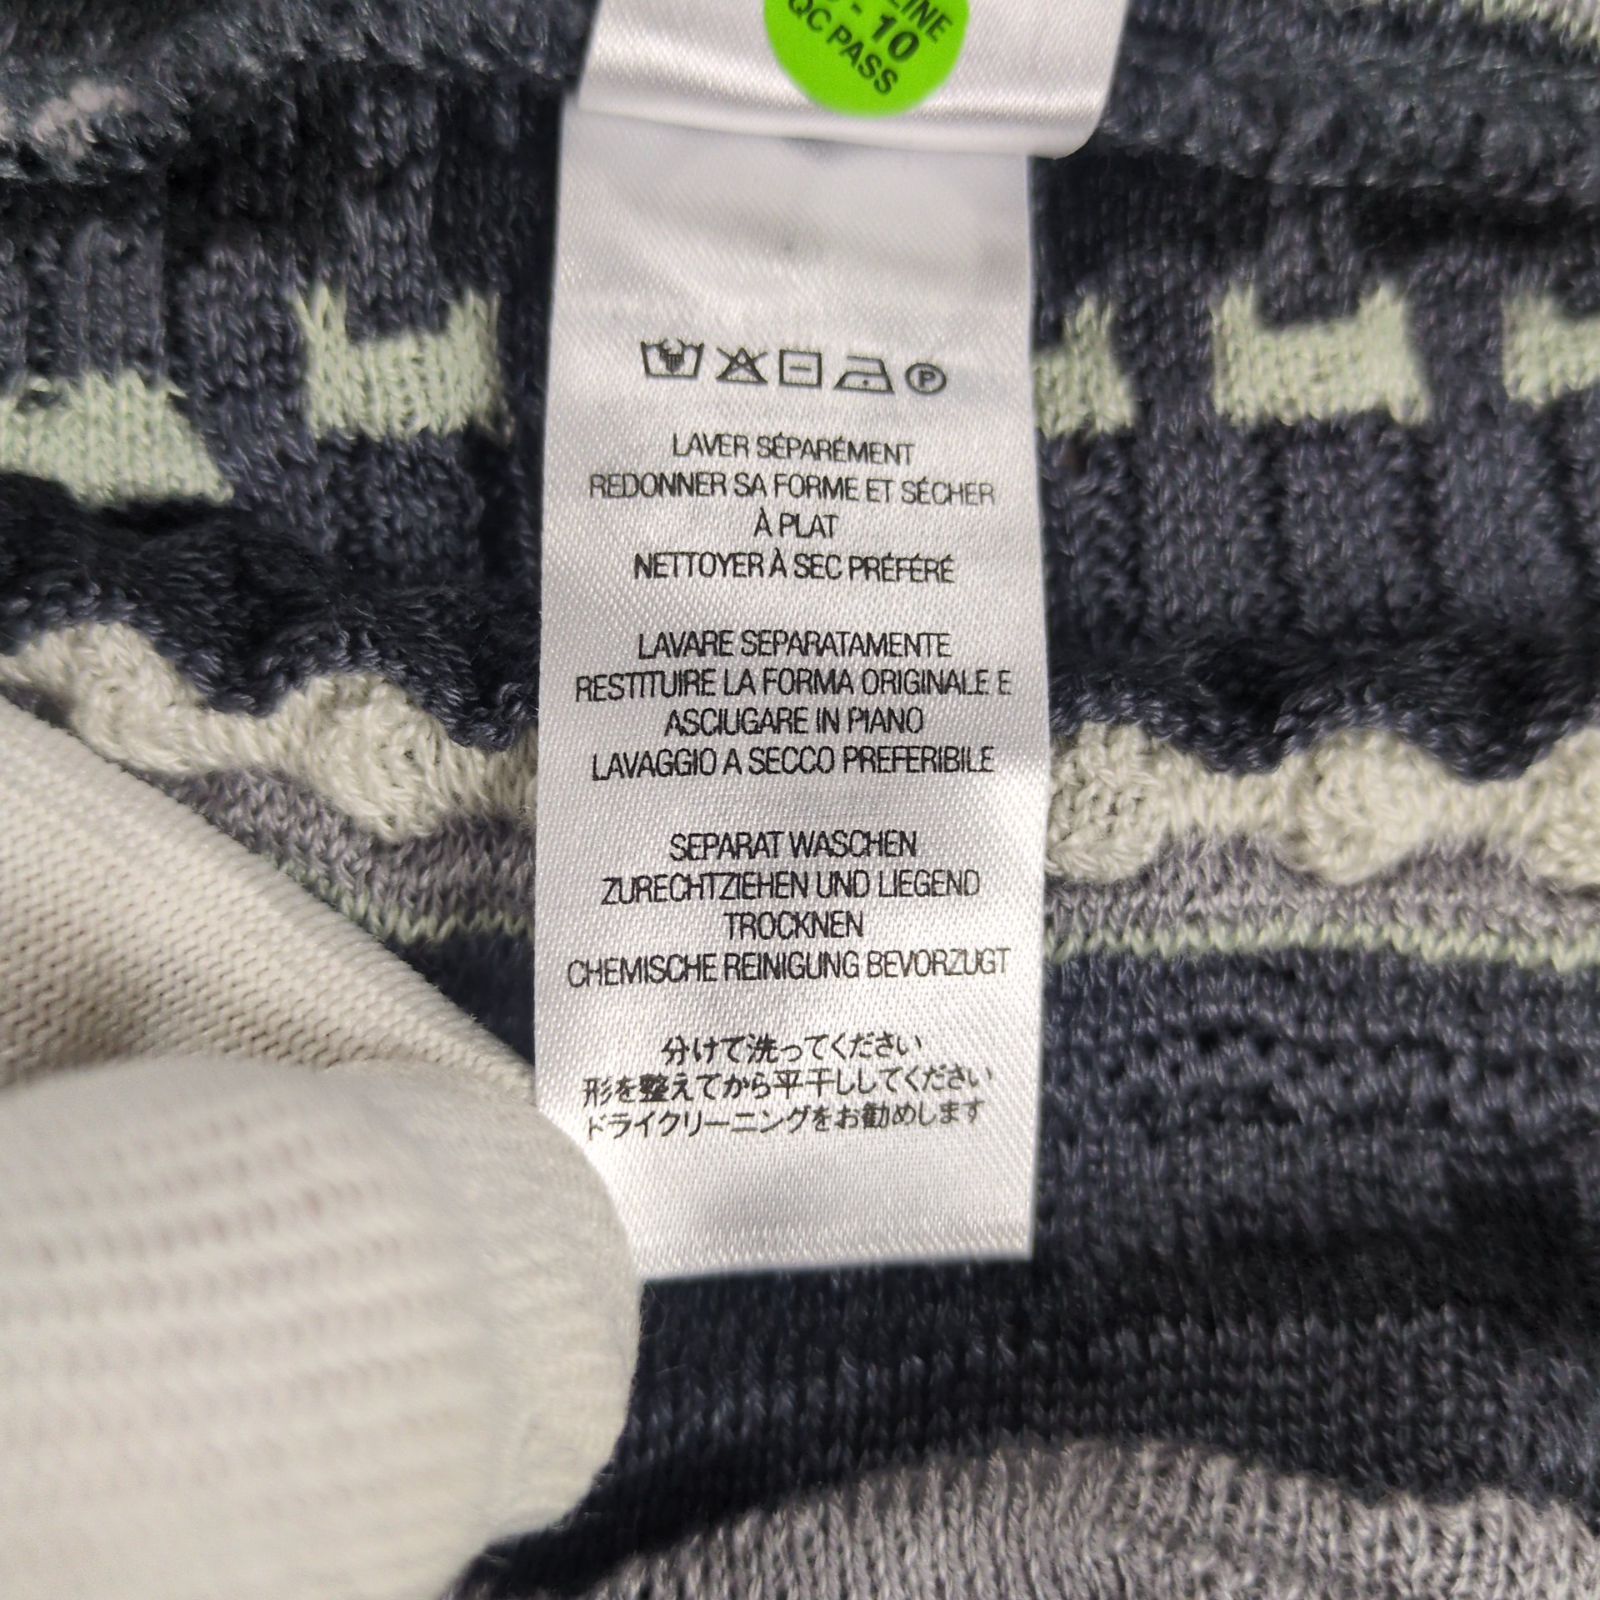 LINE
- 10
QC PASS
P
LAVER SÉPARÉMENT
REDONNER SA FORME ET SÉCHER
À PLAT
NETTOYER À SEC PRÉFÉRÉ
LAVARE SEPARATAMENTE
RESTITUIRE LA FORMA ORIGINALE E
ASCIUGARE IN PIANO
LAVAGGIO A SECCO PREFERIBILE
SEPARAT WASCHEN
ZURECHTZIEHEN UND LIEGEND
TROCKNEN
CHEMISCHE REINIGUNG BEVORZUGT
分けて洗ってください
形を整えてから平干ししてください
ドライクリーニングをお勧めします